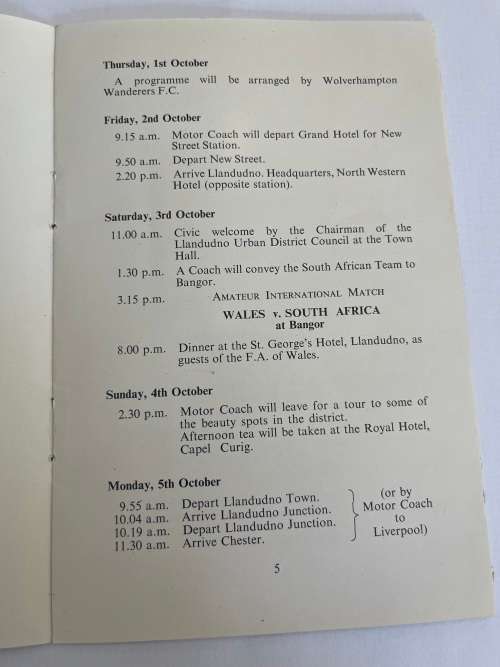 Thursday, 1st October
A programme will be arranged by Wolverhampton
Wanderers F.C.
Friday, 2nd October
9.15 a.m. Motor Coach will depart Grand Hotel for New
Street Station.
9.50 a.m. Depart New Street.
2.20 p.m. Arrive Llandudno. Headquarters, North Western
Hotel (opposite station).
Saturday, 3rd October
11.00 a.m. Civic welcome by the Chairman of the
Llandudno Urban District Council at the Town
Hall.
1.30 p.m. A Coach will convey the South African Team to
Bangor.
3.15 p.m. AMATEUR INTERNATIONAL MATCH
WALES v. SOUTH AFRICA
at Bangor
8.00 p.m. Dinner at the St. George's Hotel, Llandudno, as
guests of the F.A. of Wales.
Sunday, 4th October
2.30 p.m. Motor Coach will leave for a tour to some of
the beauty spots in the district.
Afternoon tea will be taken at the Royal Hotel,
Capel Curig.
Monday, 5th October
9.55 a.m. Depart Llandudno Town.
10.04 a.m. Arrive Llandudno Junction.
10.19 a.m. Depart Llandudno Junction.
11.30 a.m. Arrive Chester.
(or by
Motor Coach
to
Liverpool)
5